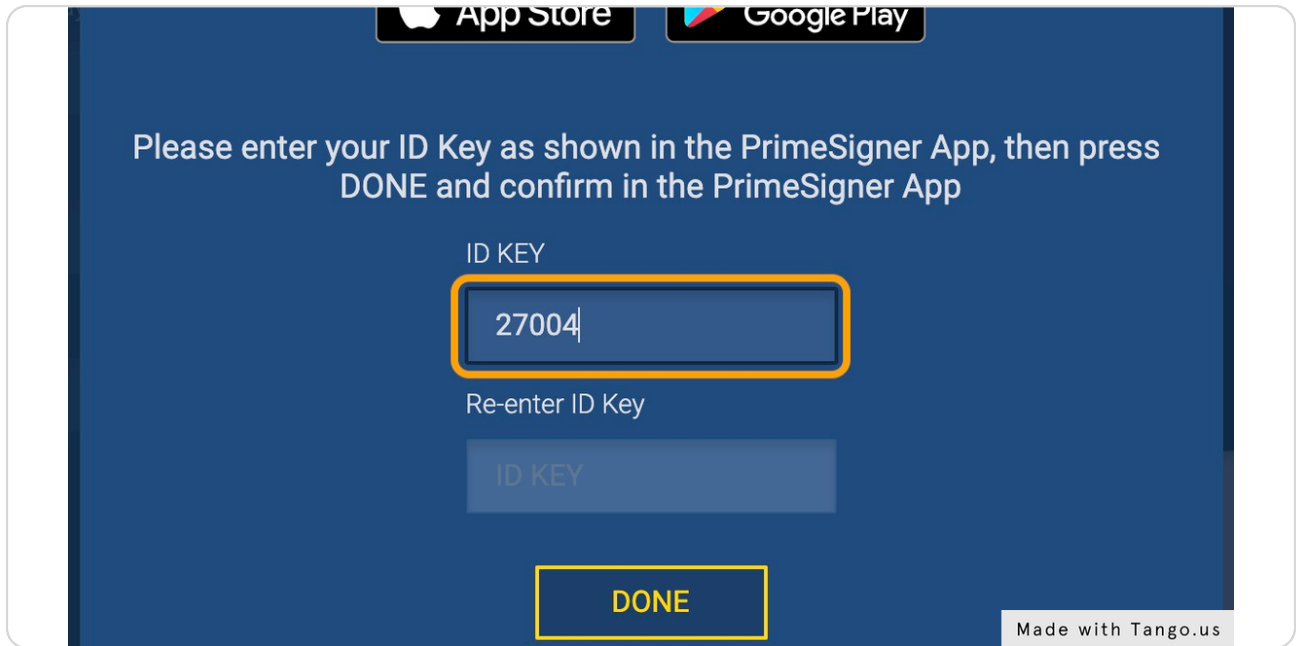 App Store
Google Play
Please enter your ID Key as shown in the PrimeSigner App, then press
DONE and confirm in the PrimeSigner App
ID KEY
27004
Re-enter ID Key
ID KEY
DONE
Made with Tango.us